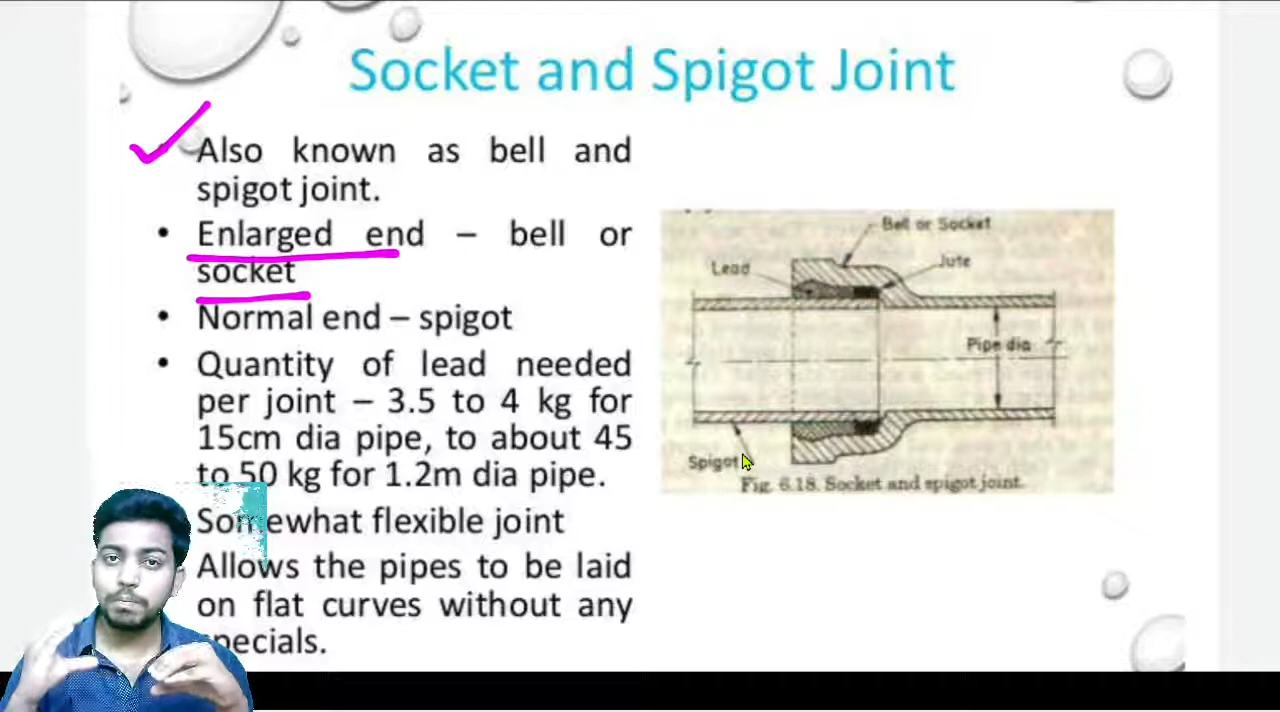 Socket and Spigot Joint
Also known as bell and
spigot joint.
• Enlarged end – bell or
socket
• Normal end – spigot
• Quantity of lead needed
per joint – 3.5 to 4 kg for
15cm dia pipe, to about 45
to 50 kg for 1.2m dia pipe.
Somewhat flexible joint
Allows the pipes to be laid
on flat curves without any
specials.
Bell or Socket
Lead
Jute
Pipe dia
Spigot
Fig. 6.18. Socket and spigot joint.